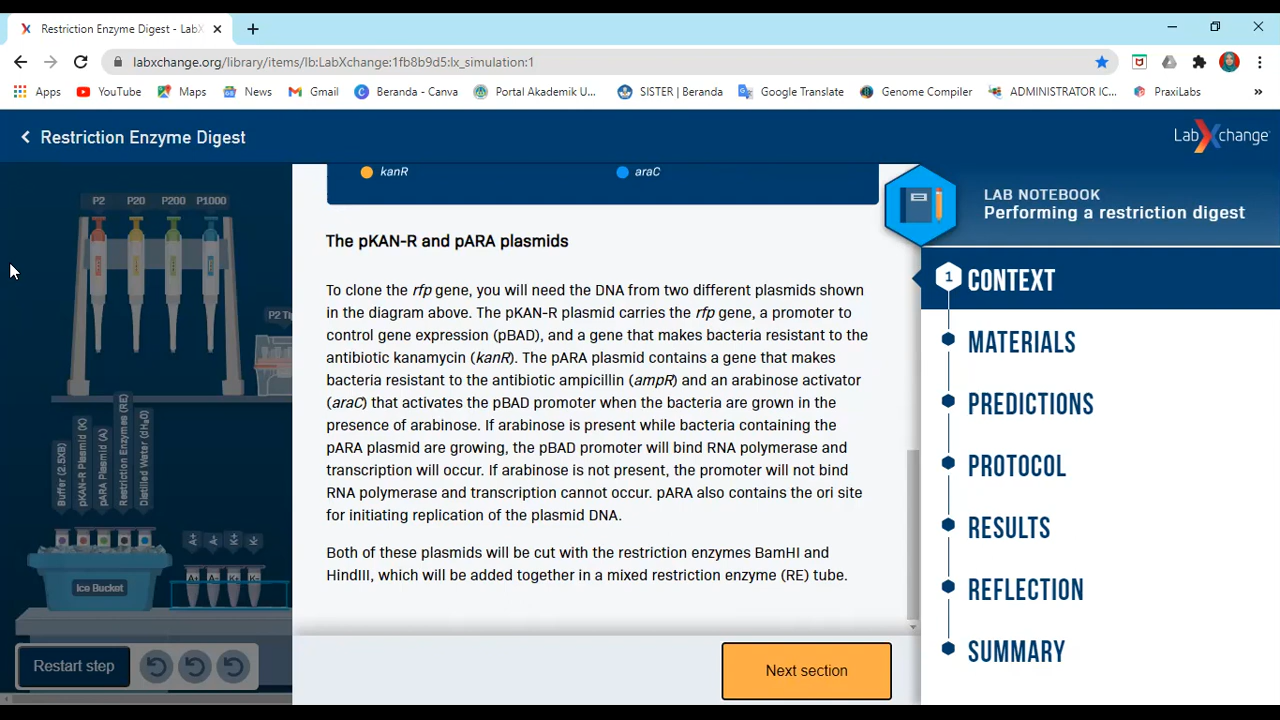 Restriction Enzyme Digest - LabX
labxchange.org/library/items/lb:LabXchange:1fb8b9d5:lx_simulation:1
Apps YouTube Maps News Gmail Beranda - Canva Portal Akademik U... SISTER | Beranda Google Translate Genome Compiler ADMINISTRATOR IC... PraxiLabs »
Restriction Enzyme Digest
LabXchange
P2 P20 P200 P1000
P2 Ti
Buffer (2.5XB)
pKAN-R Plasmid (K)
pARA Plasmid (A)
Restriction Enzymes (RE)
Distilled Water (dH₂O)
A+ A- K+ K-
A+ A- K+ K-
Ice Bucket
Restart step
kanR araC
The pKAN-R and pARA plasmids
To clone the rfp gene, you will need the DNA from two different plasmids shown
in the diagram above. The pKAN-R plasmid carries the rfp gene, a promoter to
control gene expression (pBAD), and a gene that makes bacteria resistant to the
antibiotic kanamycin (kanR). The pARA plasmid contains a gene that makes
bacteria resistant to the antibiotic ampicillin (ampR) and an arabinose activator
(araC) that activates the pBAD promoter when the bacteria are grown in the
presence of arabinose. If arabinose is present while bacteria containing the
pARA plasmid are growing, the pBAD promoter will bind RNA polymerase and
transcription will occur. If arabinose is not present, the promoter will not bind
RNA polymerase and transcription cannot occur. pARA also contains the ori site
for initiating replication of the plasmid DNA.
Both of these plasmids will be cut with the restriction enzymes BamHI and
HindIII, which will be added together in a mixed restriction enzyme (RE) tube.
Next section
LAB NOTEBOOK
Performing a restriction digest
1 CONTEXT
MATERIALS
PREDICTIONS
PROTOCOL
RESULTS
REFLECTION
SUMMARY